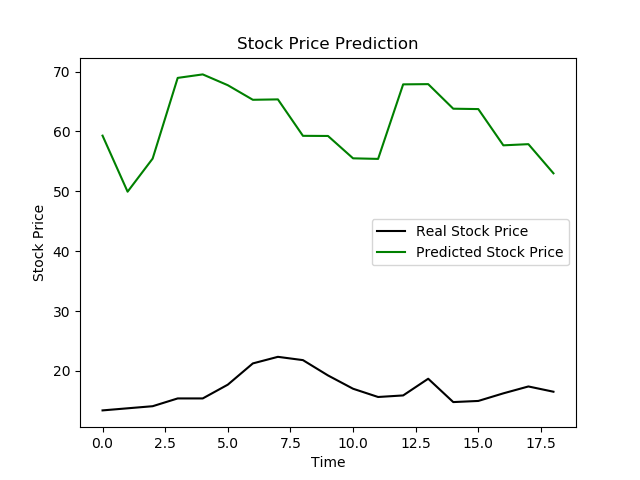 Stock Price Prediction
70
60
50
40
30
20
Stock Price
Real Stock Price
Predicted Stock Price
0.0 2.5 5.0 7.5 10.0 12.5 15.0 17.5
Time